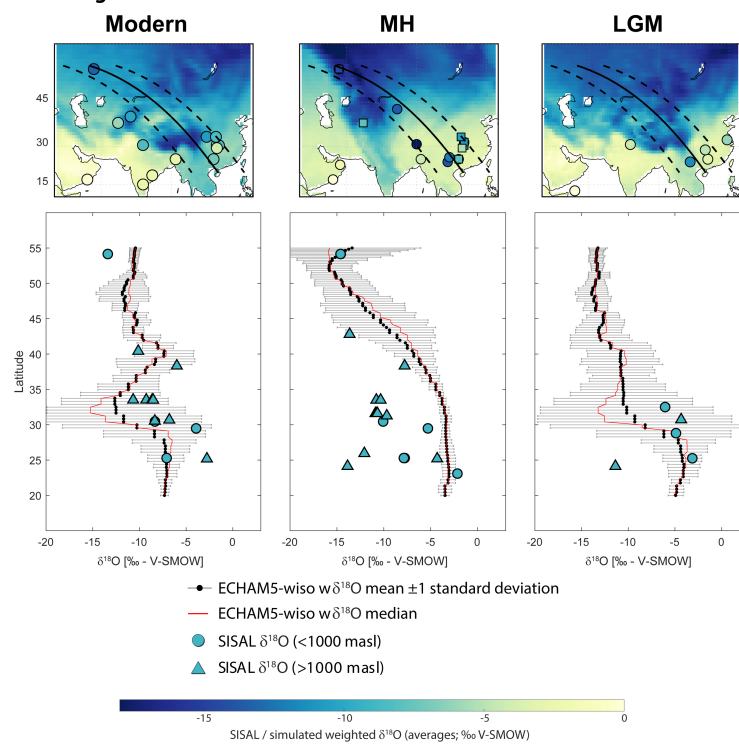 Modern MH LGM
45
30
15
55
50
45
40
35
30
25
20
Latitude
-20 -15 -10 -5 0 -20 -15 -10 -5 0 -20 -15 -10 -5 0
δ18O [‰ - V-SMOW] δ18O [‰ - V-SMOW] δ18O [‰ - V-SMOW]
ECHAM5-wiso wδ18O mean ±1 standard deviation
ECHAM5-wiso wδ18O median
SISAL δ18O (<1000 masl)
SISAL δ18O (>1000 masl)
-15 -10 -5 0
SISAL / simulated weighted δ18O (averages; ‰ V-SMOW)